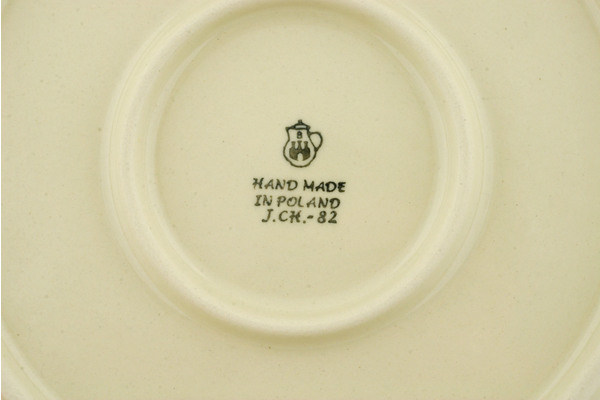 B
HAND MADE
IN POLAND
J.CH.-82